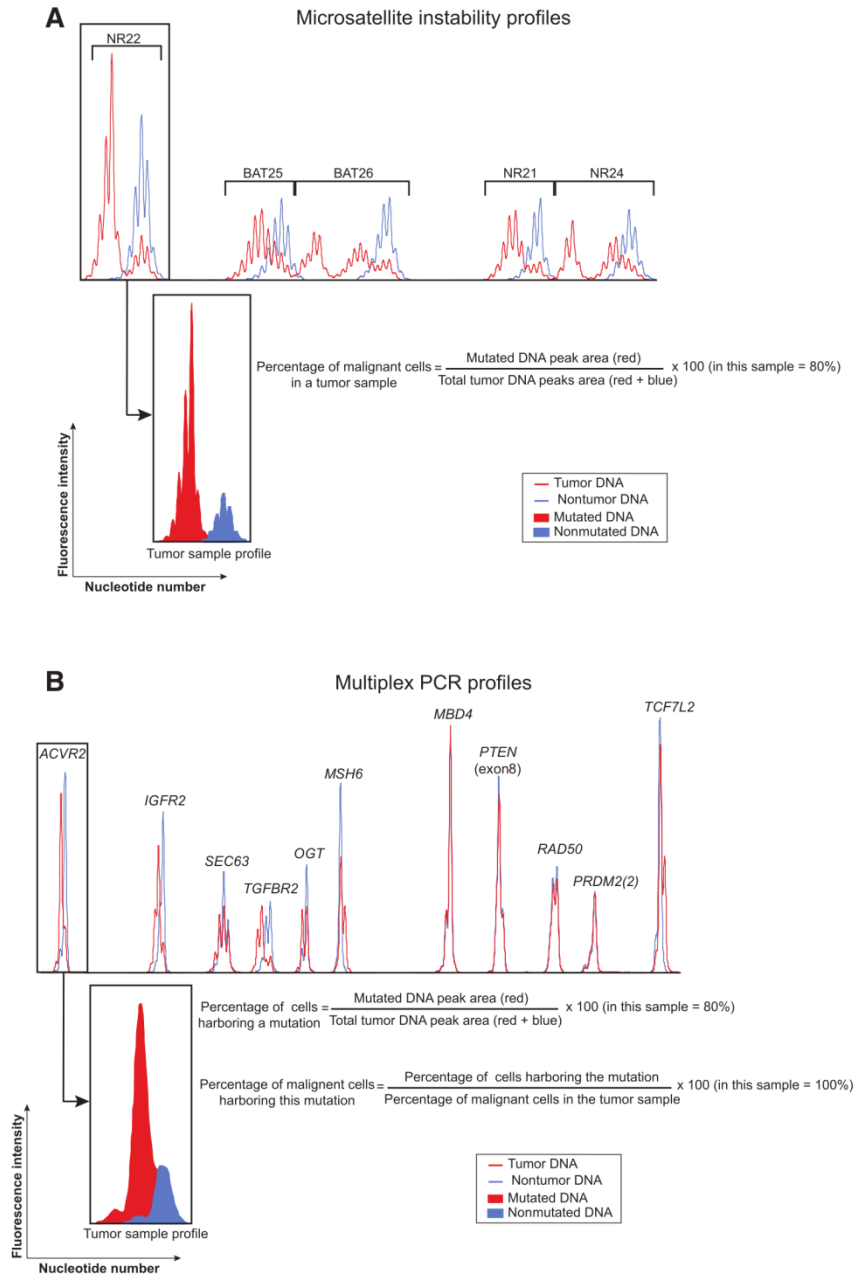 A
Microsatellite instability profiles
NR22
BAT25
BAT26
NR21
NR24
Percentage of malignant cells in a tumor sample = Mutated DNA peak area (red) / Total tumor DNA peaks area (red + blue) x 100 (in this sample = 80%)
Fluorescence intensity
Tumor sample profile
Nucleotide number
Tumor DNA
Nontumor DNA
Mutated DNA
Nonmutated DNA
B
Multiplex PCR profiles
ACVR2
IGFR2
SEC63
TGFBR2
OGT
MSH6
MBD4
PTEN
(exon8)
RAD50
PRDM2(2)
TCF7L2
Percentage of cells harboring a mutation = Mutated DNA peak area (red) / Total tumor DNA peak area (red + blue) x 100 (in this sample = 80%)
Percentage of malignent cells harboring this mutation = Percentage of cells harboring the mutation / Percentage of malignant cells in the tumor sample x 100 (in this sample = 100%)
Fluorescence intensity
Tumor sample profile
Nucleotide number
Tumor DNA
Nontumor DNA
Mutated DNA
Nonmutated DNA